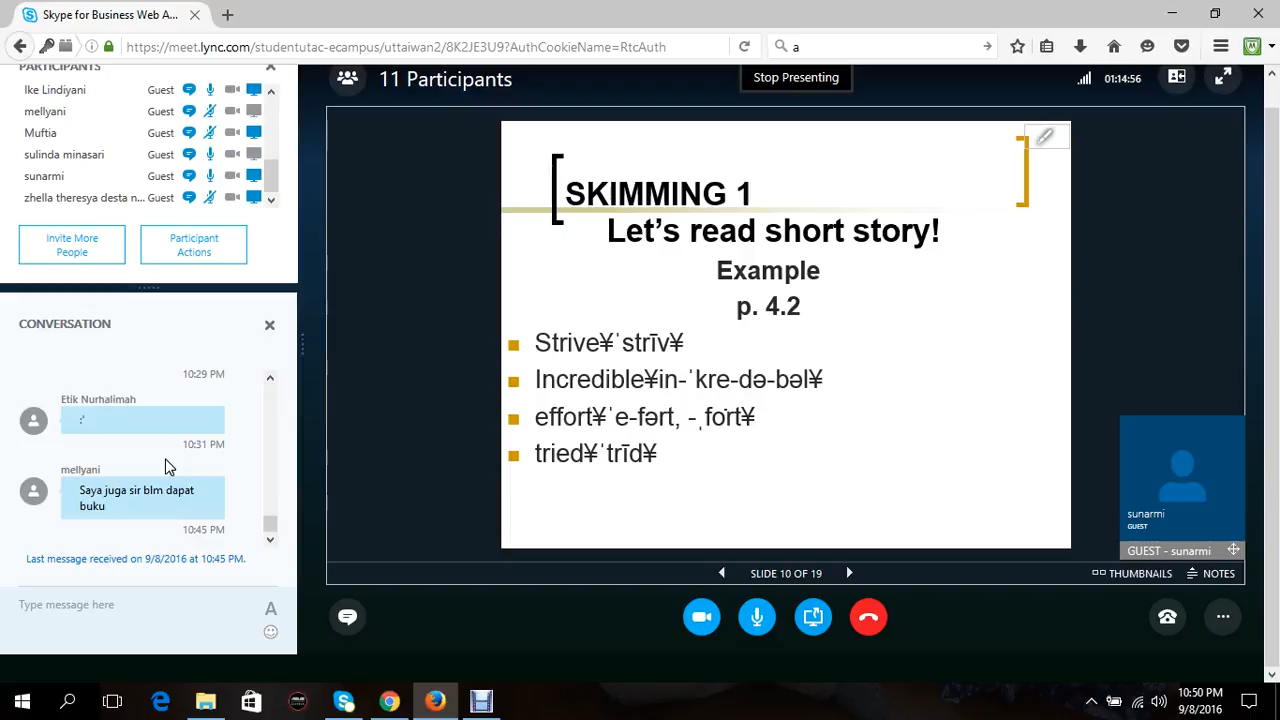 Skype for Business Web A...
https://meet.lync.com/studentutac-ecampus/uttaiwan2/8K2JE3U9?AuthCookieName=RtcAuth
a
PARTICIPANTS
Ike Lindiyani Guest
mellyani Guest
Muftia Guest
sulinda minasari Guest
sunarmi Guest
zhella theresya desta n... Guest
Invite More
People
Participant
Actions
CONVERSATION
10:29 PM
Etik Nurhalimah
:'
10:31 PM
mellyani
Saya juga sir blm dapat
buku
10:45 PM
Last message received on 9/8/2016 at 10:45 PM.
Type message here
A
11 Participants
Stop Presenting
01:14:56
SKIMMING 1
Let’s read short story!
Example
p. 4.2
Strive¥ˈstrīv¥
Incredible¥in-ˈkre-də-bəl¥
effort¥ˈe-fərt, -ˌfȯrt¥
tried¥ˈtrīd¥
sunarmi
GUEST
GUEST - sunarmi
SLIDE 10 OF 19
THUMBNAILS
NOTES
10:50 PM
9/8/2016